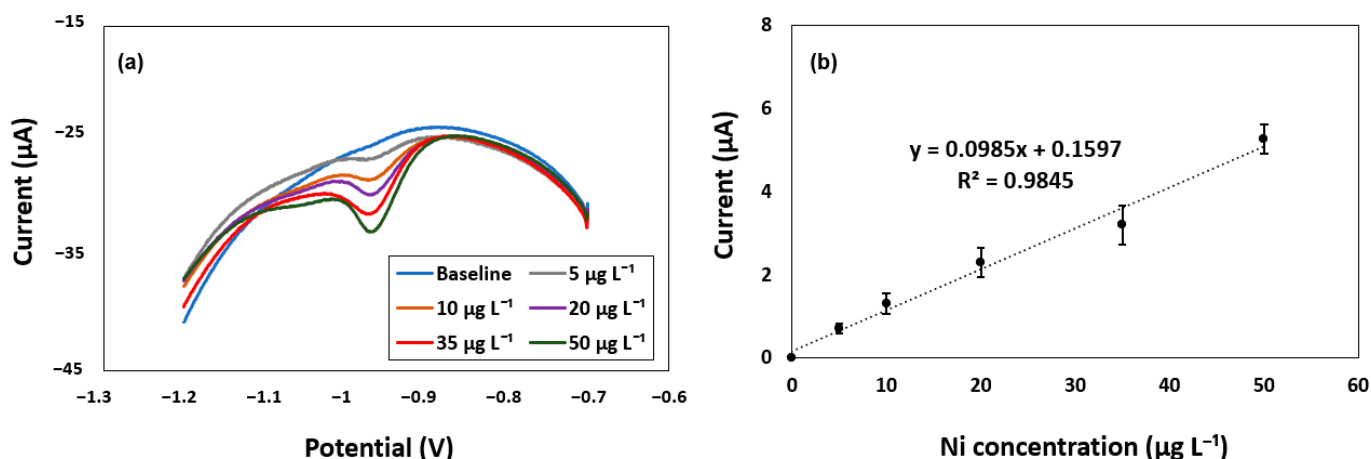 (a)
Current (µA)
−15
−25
−35
−45
Baseline
5 µg L⁻¹
10 µg L⁻¹
20 µg L⁻¹
35 µg L⁻¹
50 µg L⁻¹
−1.3 −1.2 −1.1 −1 −0.9 −0.8 −0.7 −0.6
Potential (V)
(b)
Current (µA)
8
6
4
2
0
y = 0.0985x + 0.1597
R² = 0.9845
0 10 20 30 40 50 60
Ni concentration (µg L⁻¹)